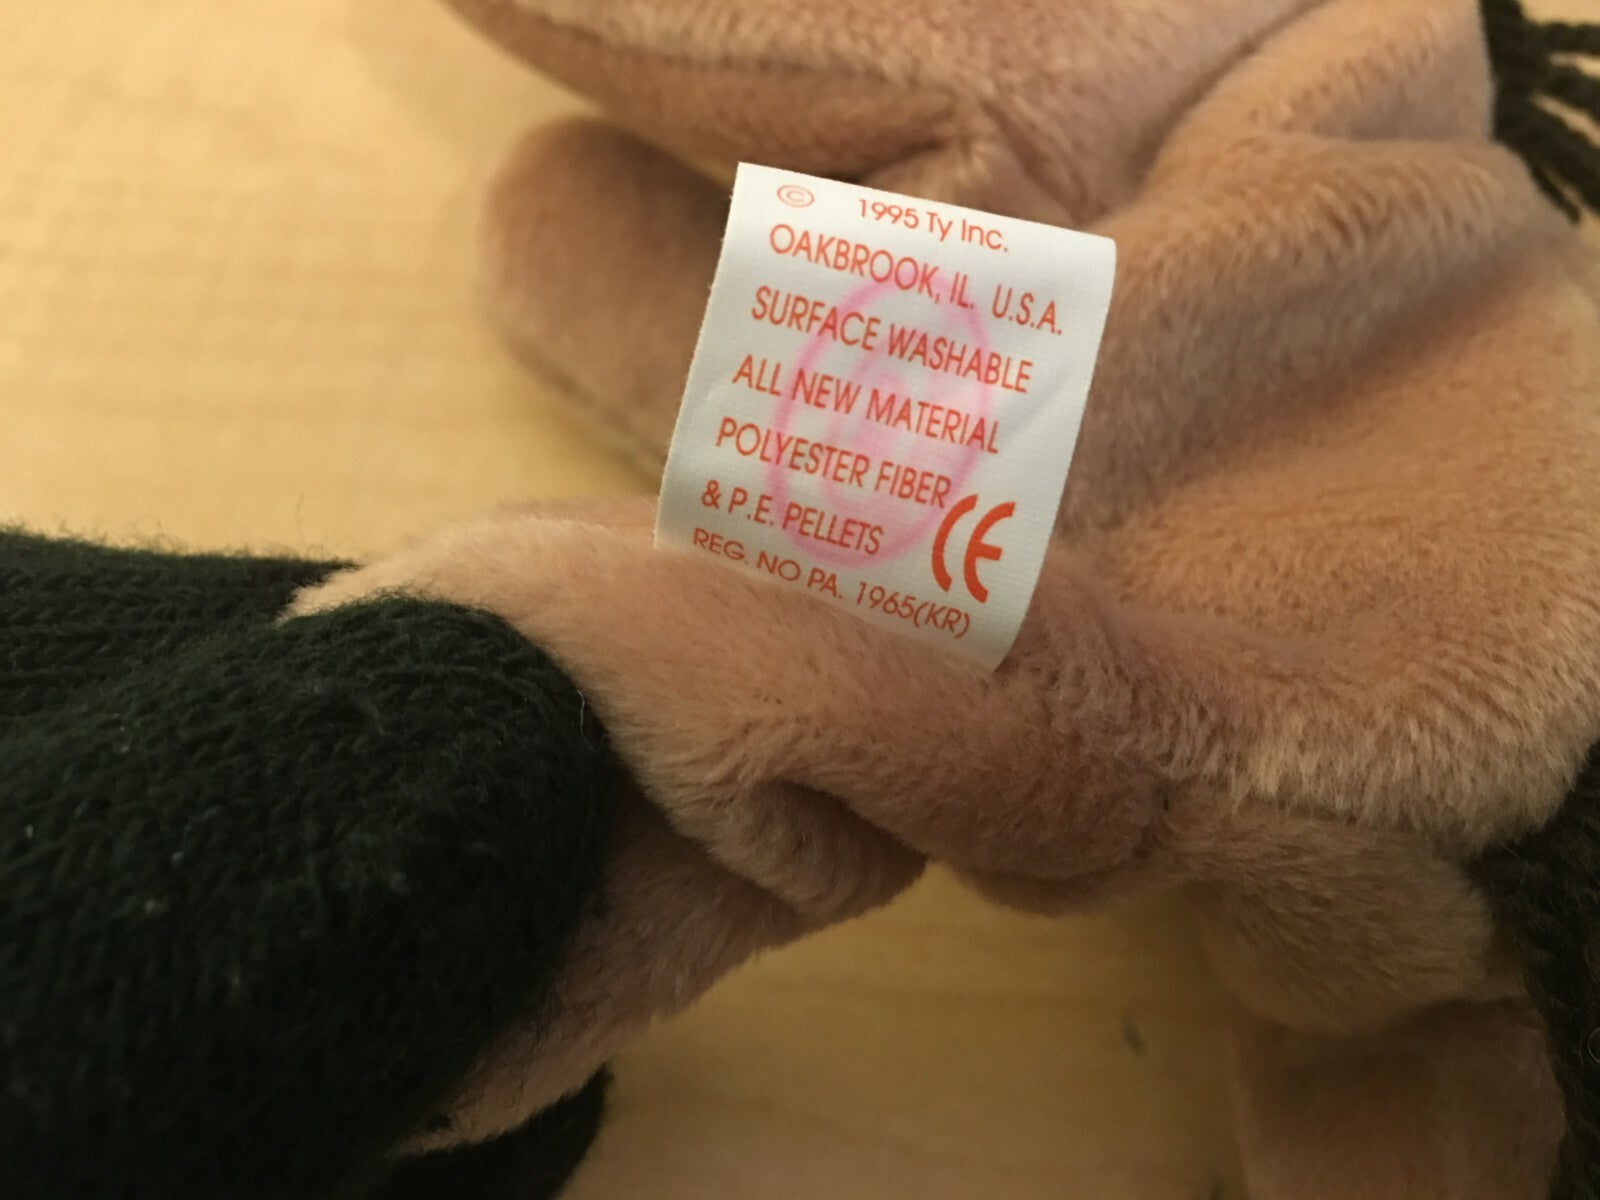 © 1995 Ty Inc.
OAKBROOK, IL. U.S.A.
SURFACE WASHABLE
ALL NEW MATERIAL
POLYESTER FIBER
& P.E. PELLETS CE
REG. NO PA. 1965(KR)